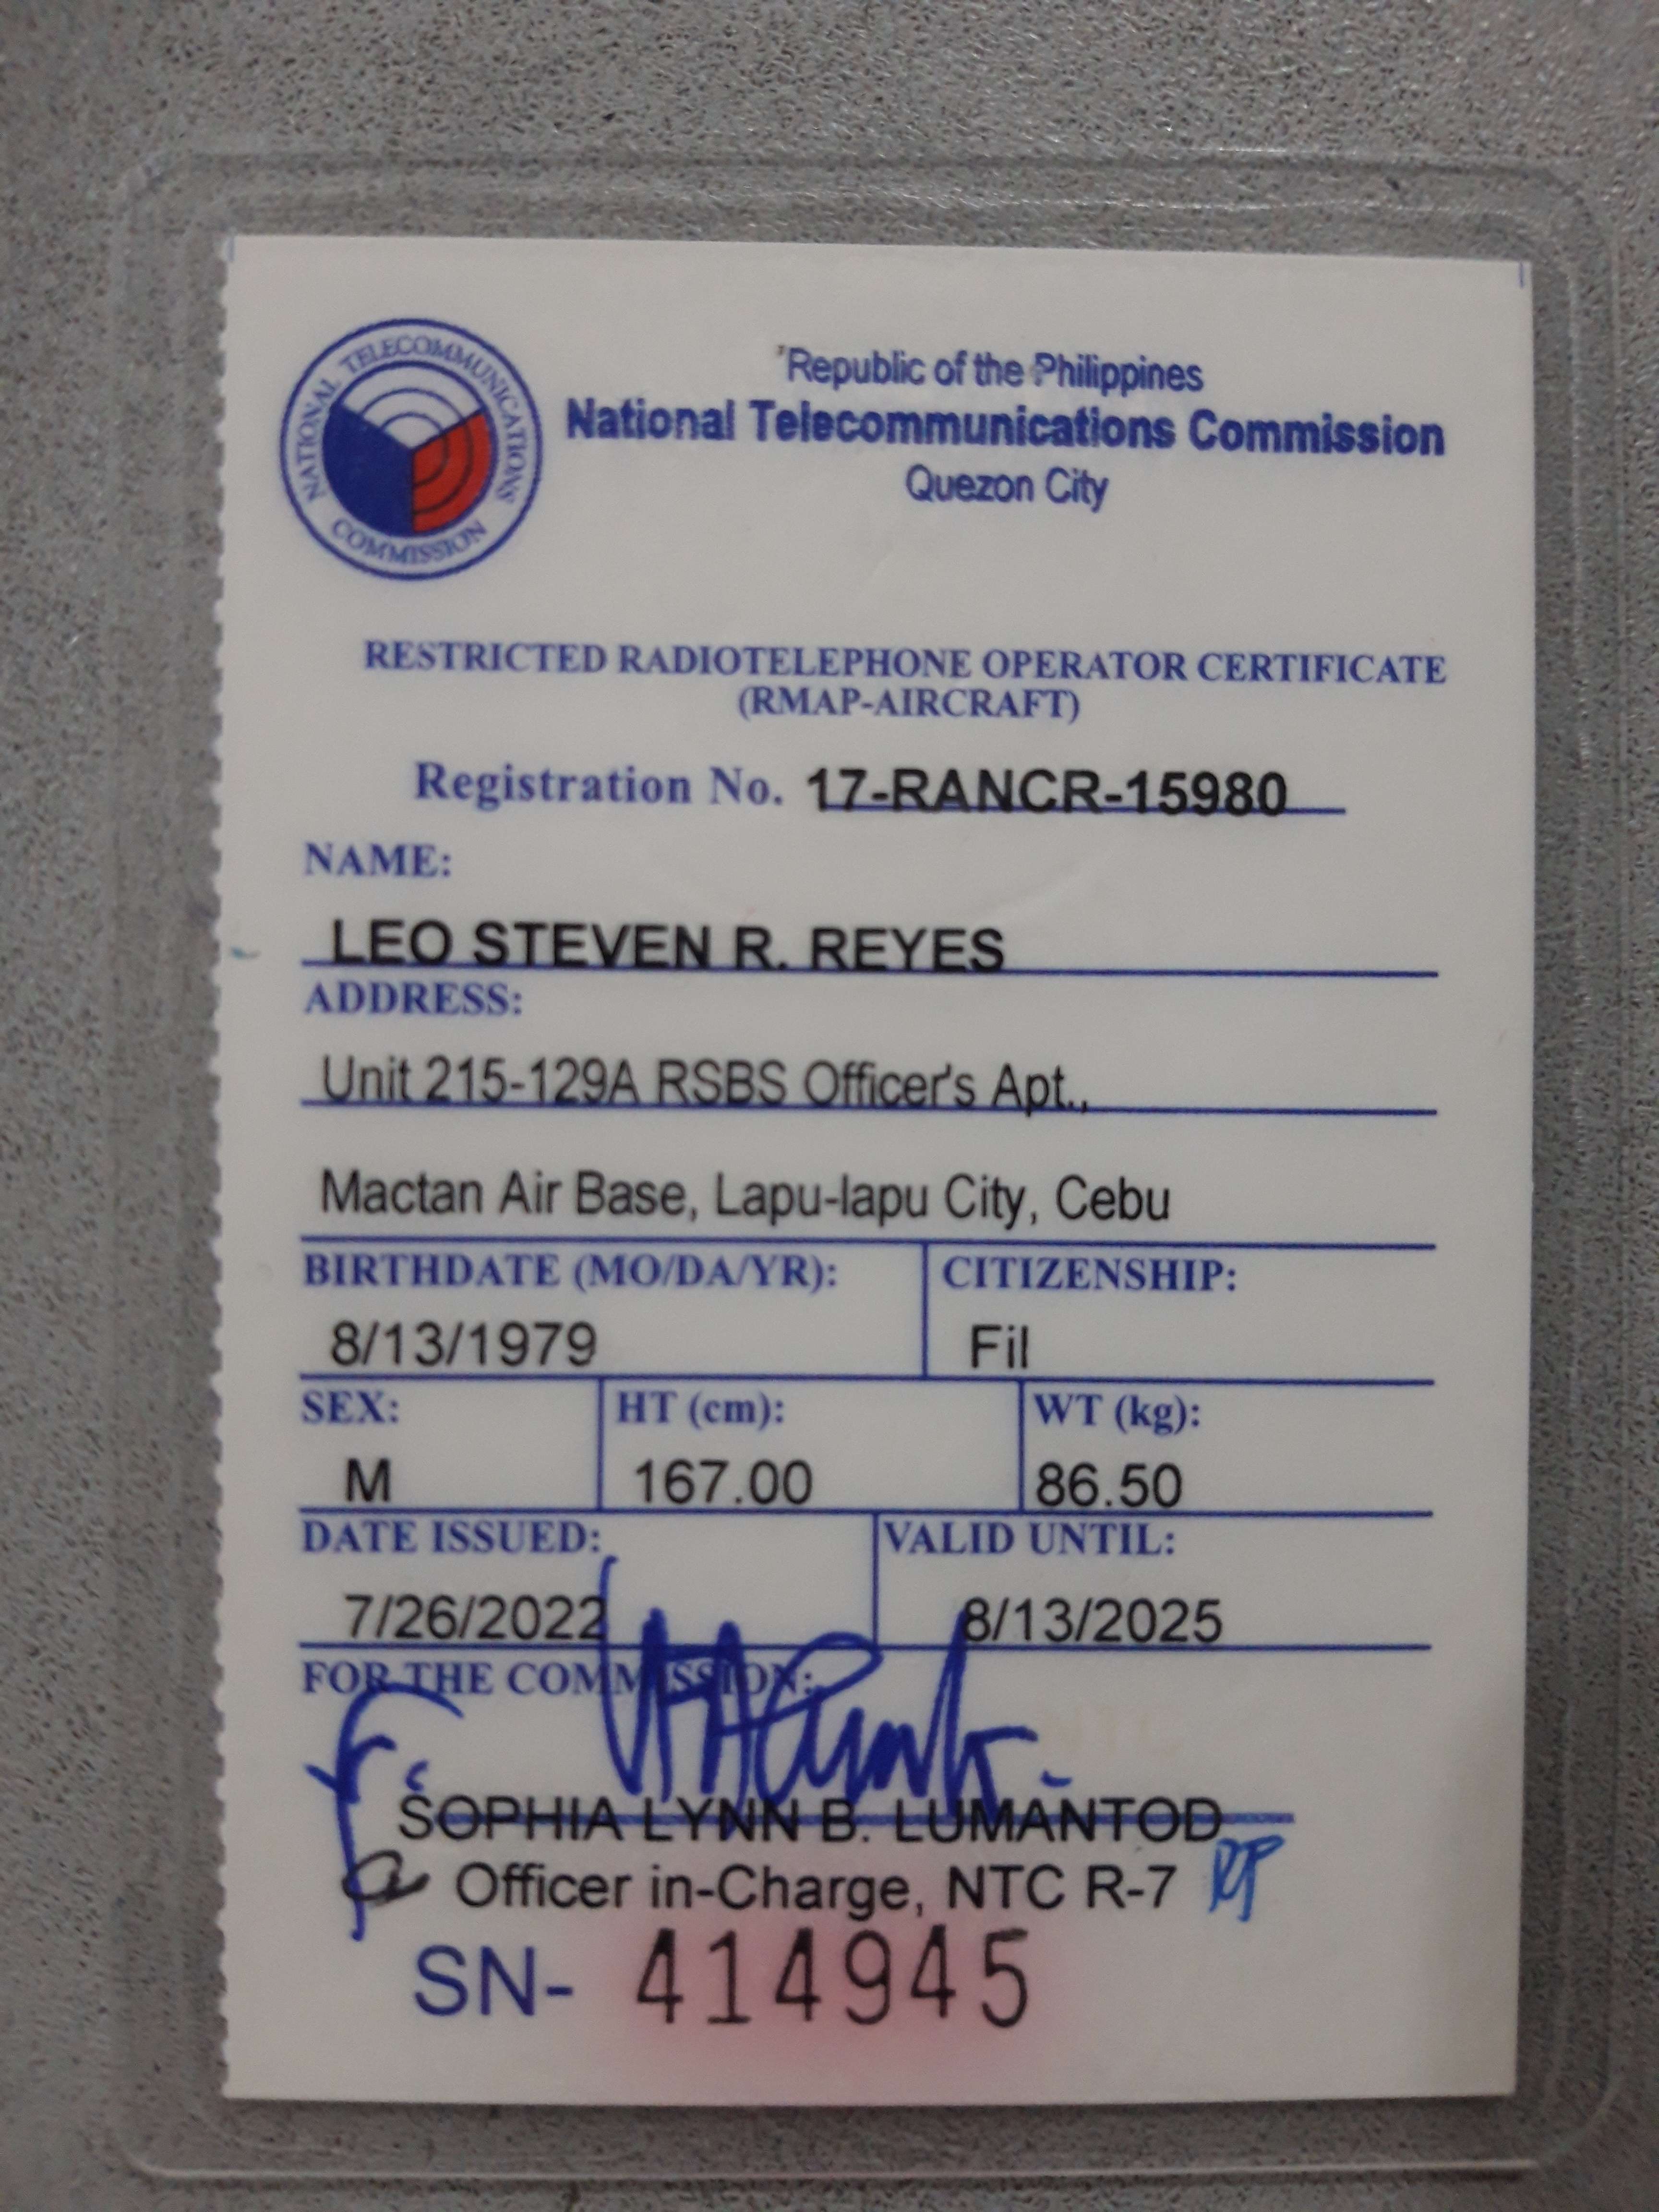 NATIONAL TELECOMMUNICATIONS COMMISSION
Republic of the Philippines
National Telecommunications Commission
Quezon City
RESTRICTED RADIOTELEPHONE OPERATOR CERTIFICATE
(RMAP-AIRCRAFT)
Registration No. 17-RANCR-15980
NAME:
LEO STEVEN R. REYES
ADDRESS:
Unit 215-129A RSBS Officer's Apt.,
Mactan Air Base, Lapu-lapu City, Cebu
BIRTHDATE (MO/DA/YR): CITIZENSHIP:
8/13/1979 Fil
SEX: HT (cm): WT (kg):
M 167.00 86.50
DATE ISSUED: VALID UNTIL:
7/26/2022 8/13/2025
FOR THE COMMISSION:
SOPHIA LYNN B. LUMANTOD
Officer in-Charge, NTC R-7
SN- 414945